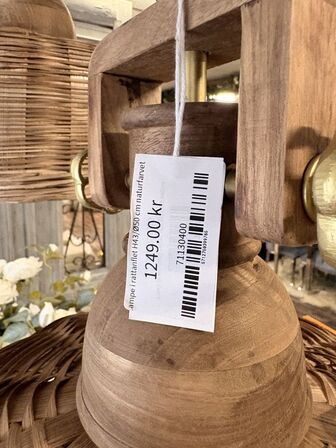 ampe i rattanflet H43/Ø50 cm naturfarvet
1249.00 kr
71130400